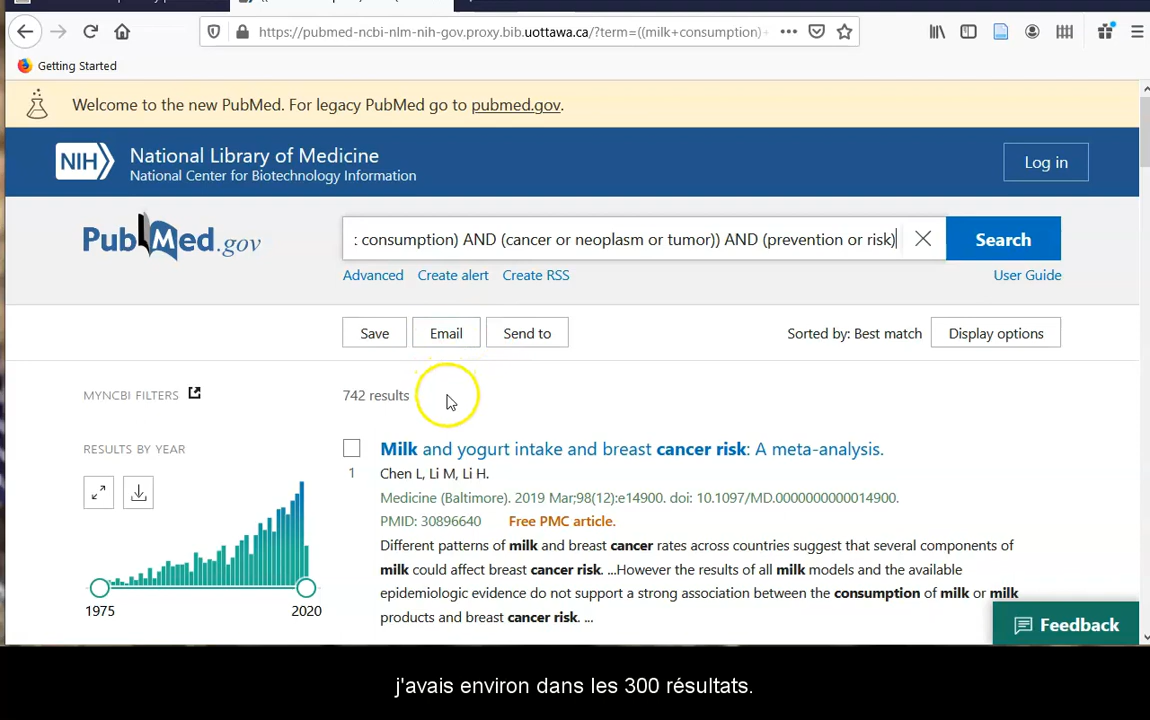 https://pubmed-ncbi-nlm-nih-gov.proxy.bib.uottawa.ca/?term=((milk+consumption)+
Getting Started
Welcome to the new PubMed. For legacy PubMed go to pubmed.gov.
NIH National Library of Medicine
National Center for Biotechnology Information
Log in
PubMed.gov
: consumption) AND (cancer or neoplasm or tumor)) AND (prevention or risk)
Search
Advanced Create alert Create RSS User Guide
Save Email Send to Sorted by: Best match Display options
MYNCBI FILTERS
742 results
RESULTS BY YEAR
1975 2020
Milk and yogurt intake and breast cancer risk: A meta-analysis.
1 Chen L, Li M, Li H.
Medicine (Baltimore). 2019 Mar;98(12):e14900. doi: 10.1097/MD.0000000000014900.
PMID: 30896640 Free PMC article.
Different patterns of milk and breast cancer rates across countries suggest that several components of
milk could affect breast cancer risk. ...However the results of all milk models and the available
epidemiologic evidence do not support a strong association between the consumption of milk or milk
products and breast cancer risk. ...
Feedback
j'avais environ dans les 300 résultats.